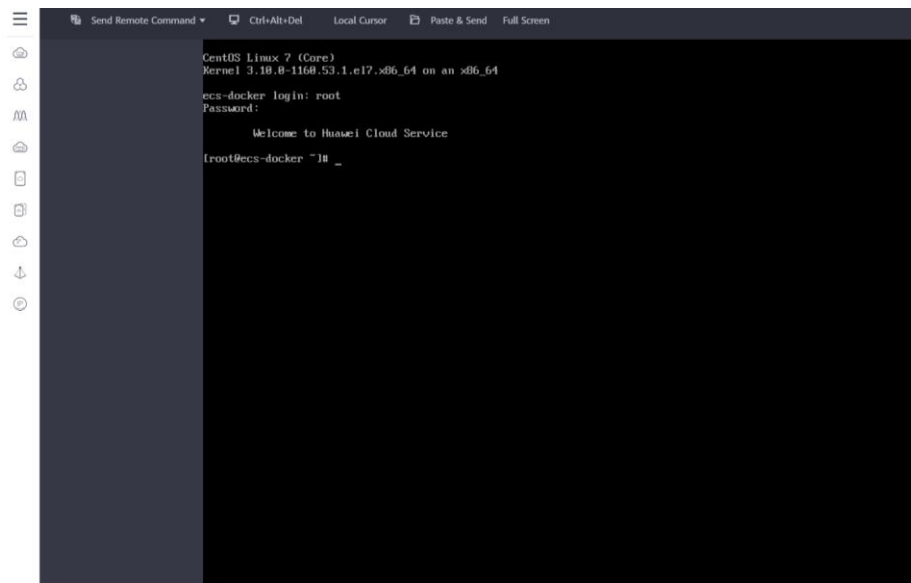 Send Remote Command Ctrl+Alt+Del Local Cursor Paste & Send Full Screen
CentOS Linux 7 (Core)
Kernel 3.10.0-1160.53.1.el7.x86_64 on an x86_64
ecs-docker login: root
Password:
Welcome to Huawei Cloud Service
[root@ecs-docker ~]# _